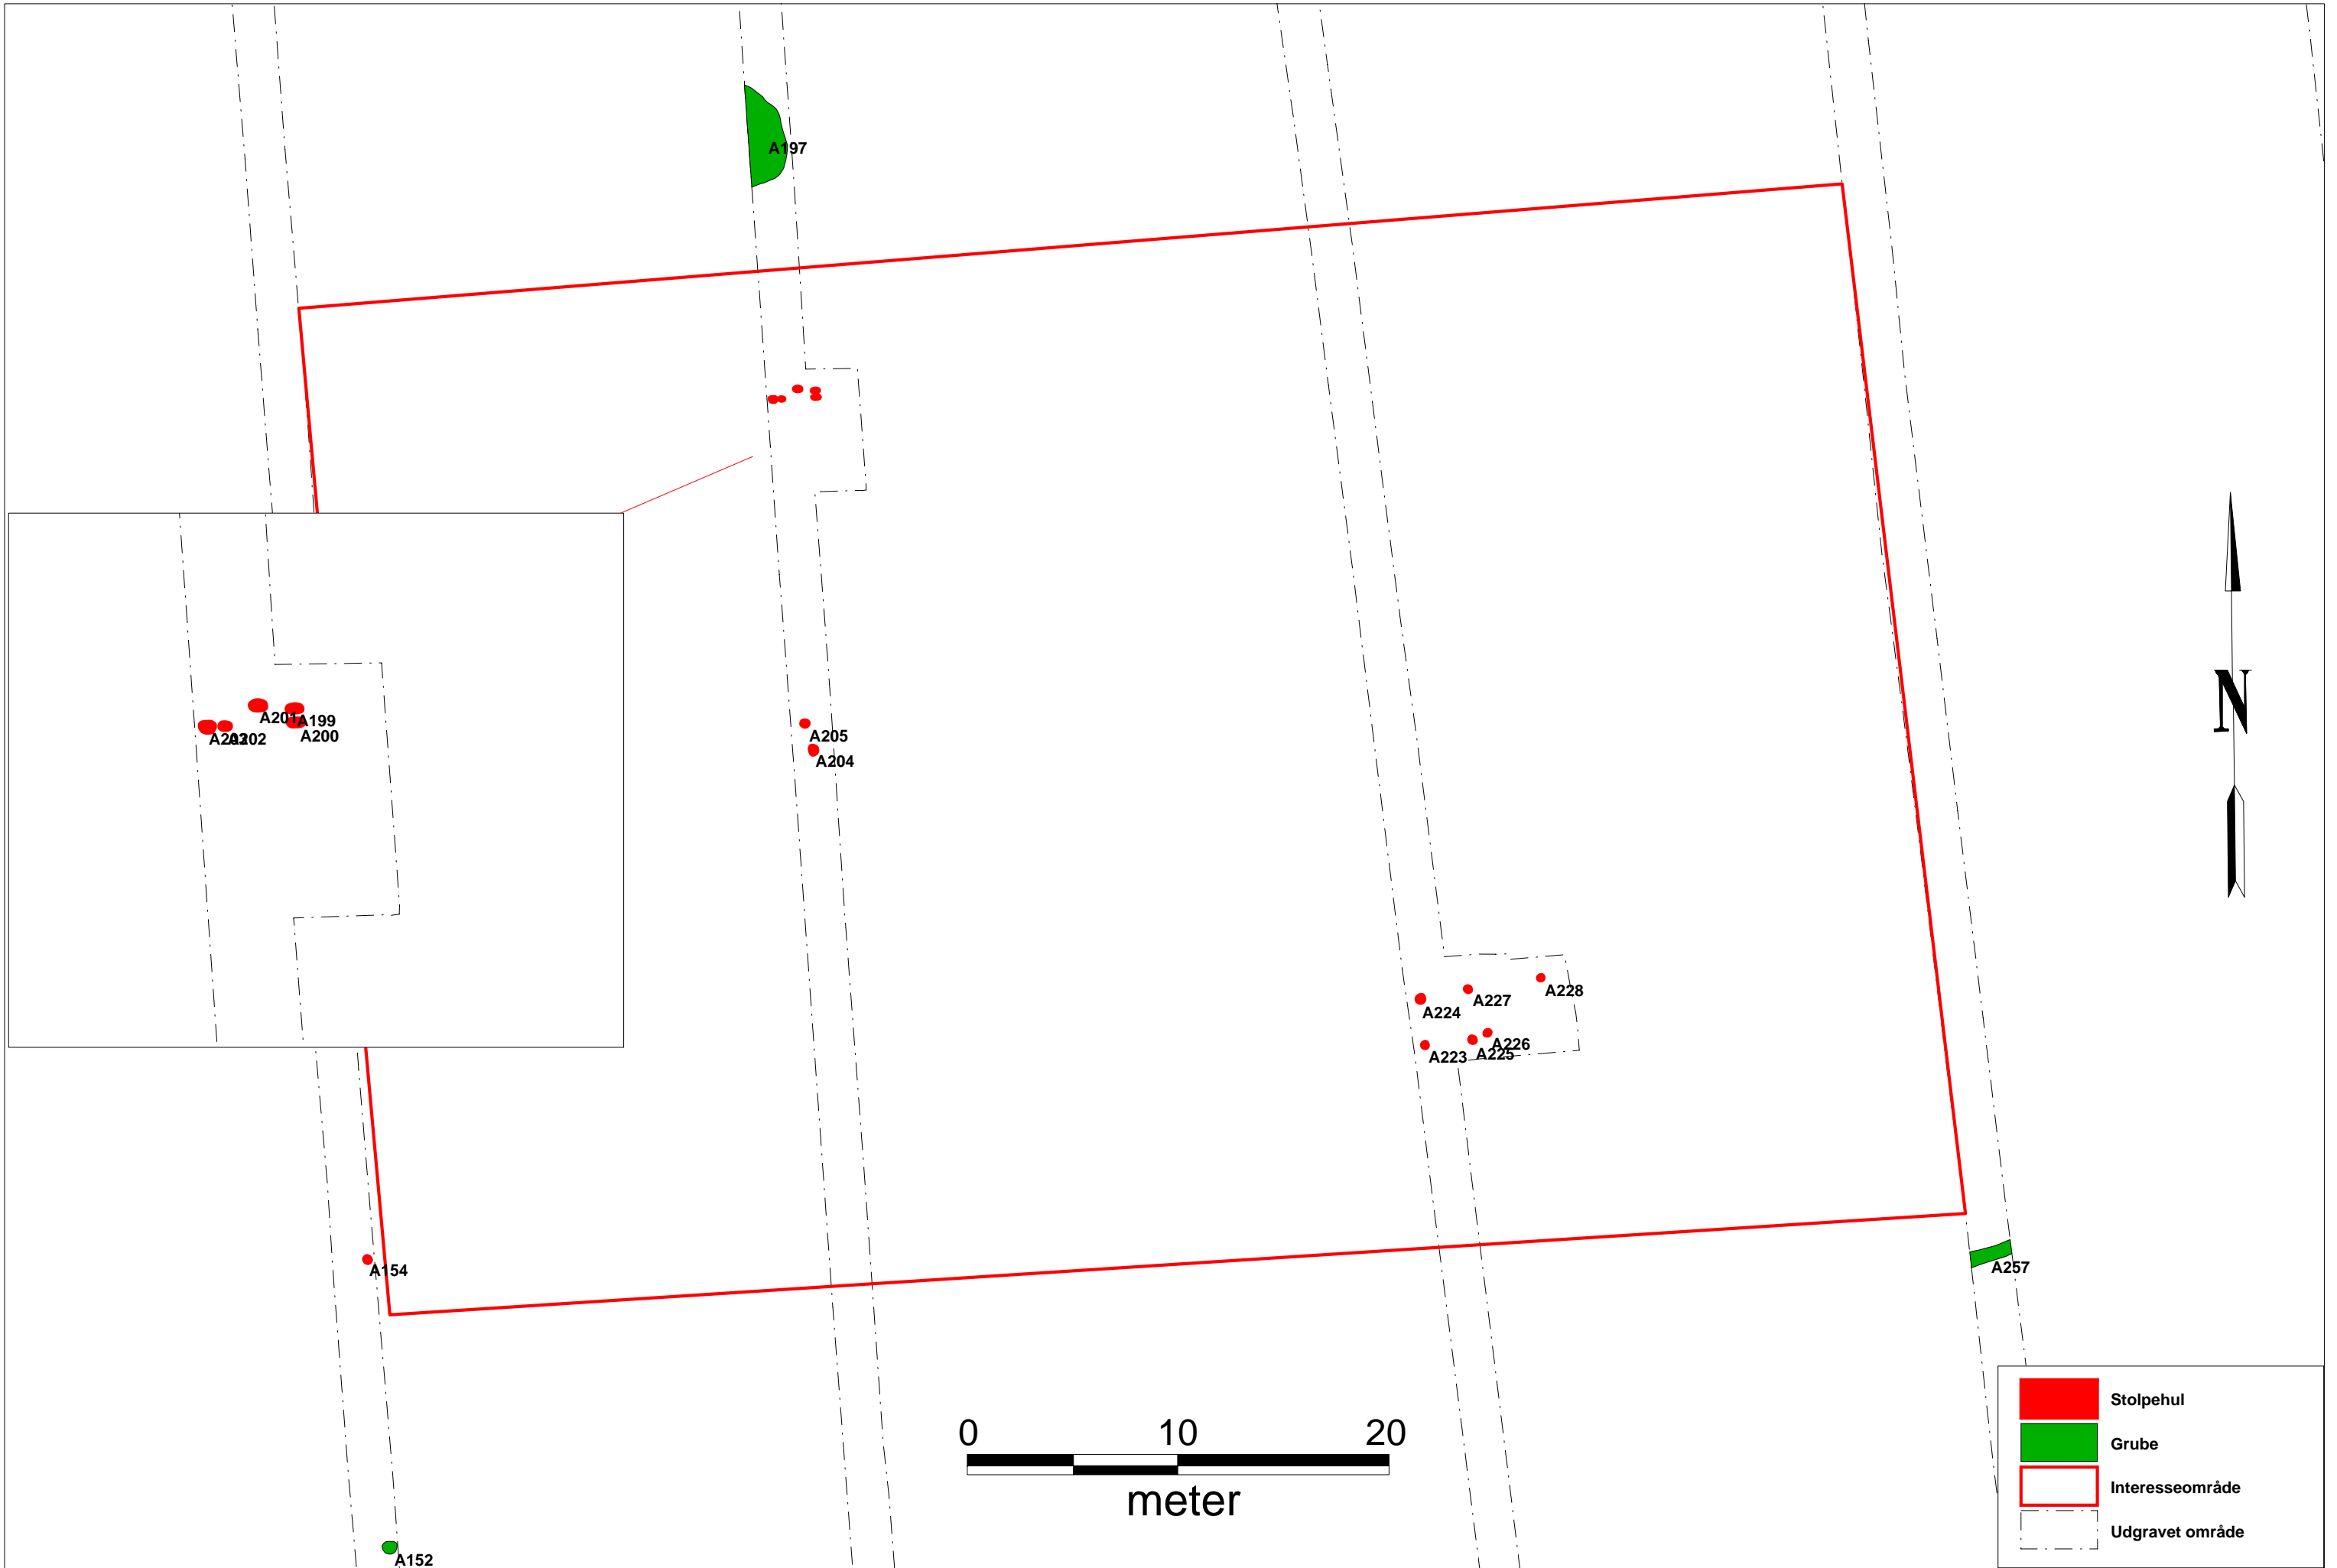 A197
A201
A199
A202
A200
A205
A204
N
A228
A227
A224
A226
A225
A223
A154
A257
0 10 20
meter
A152
Stolpehul
Grube
Interesseområde
Udgravet område